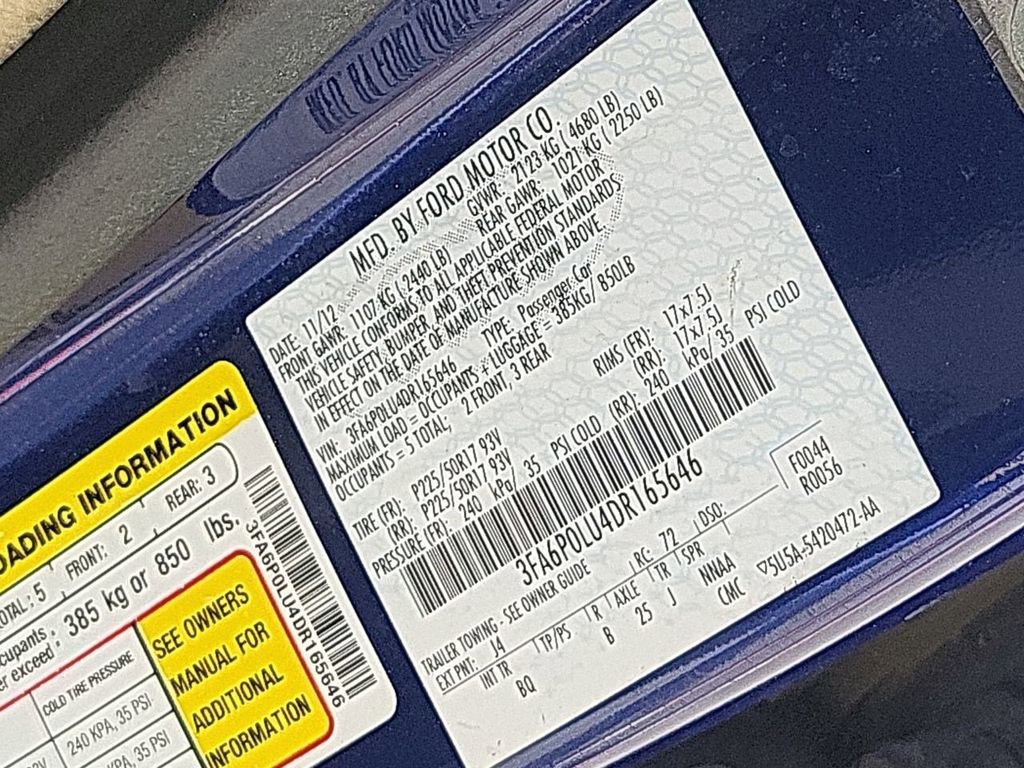 MFD. BY FORD MOTOR CO.
DATE: 11/12 GVWR: 2123 KG ( 4680 LB)
FRONT GAWR: 1107 KG ( 2440 LB) REAR GAWR: 1021 KG ( 2250 LB)
THIS VEHICLE CONFORMS TO ALL APPLICABLE FEDERAL MOTOR
VEHICLE SAFETY, BUMPER, AND THEFT PREVENTION STANDARDS
IN EFFECT ON THE DATE OF MANUFACTURE SHOWN ABOVE.
VIN: 3FA6P0LU4DR165646 TYPE: Passenger Car
MAXIMUM LOAD = OCCUPANTS + LUGGAGE = 385KG/ 850LB
OCCUPANTS = 5 TOTAL, 2 FRONT, 3 REAR
TIRE (FR): P225/50R17 93V RIMS (FR): 17x7.5J
(RR): P225/50R17 93V (RR): 17x7.5J
PRESSURE (FR): 240 kPa/ 35 PSI COLD (RR): 240 kPa/ 35 PSI COLD
3FA6P0LU4DR165646
TRAILER TOWING - SEE OWNER GUIDE RC: 72 DSO:
F0044
R0056
EXT PNT: J4
INT TR TP/PS R AXLE TR SPR
BQ B 25 J NNAA
CMC
5U5A-5420472-AA
LOADING INFORMATION
TOTAL: 5 FRONT: 2 REAR: 3
385 kg or 850 lbs.
COLD TIRE PRESSURE
240 KPA, 35 PSI
KPA, 35 PSI
SEE OWNERS
MANUAL FOR
ADDITIONAL
INFORMATION
3FA6P0LU4DR165646